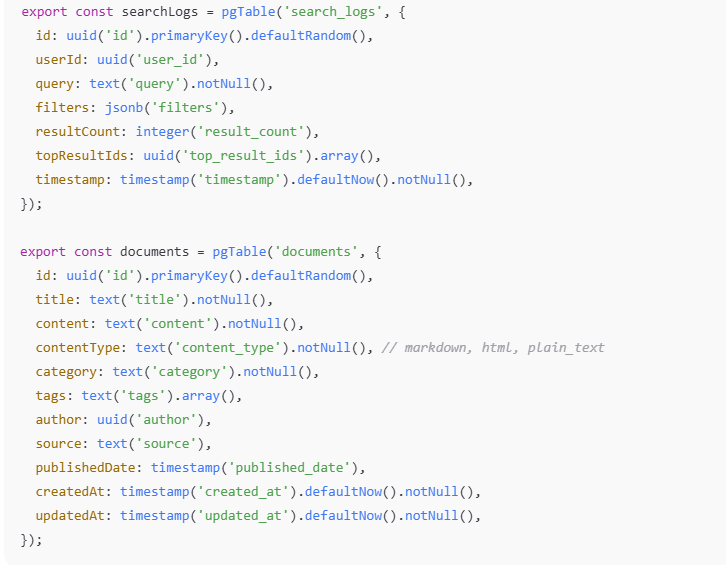 export const searchLogs = pgTable('search_logs', {
  id: uuid('id').primaryKey().defaultRandom(),
  userId: uuid('user_id'),
  query: text('query').notNull(),
  filters: jsonb('filters'),
  resultCount: integer('result_count'),
  topResultIds: uuid('top_result_ids').array(),
  timestamp: timestamp('timestamp').defaultNow().notNull(),
});

export const documents = pgTable('documents', {
  id: uuid('id').primaryKey().defaultRandom(),
  title: text('title').notNull(),
  content: text('content').notNull(),
  contentType: text('content_type').notNull(), // markdown, html, plain_text
  category: text('category').notNull(),
  tags: text('tags').array(),
  author: uuid('author'),
  source: text('source'),
  publishedDate: timestamp('published_date'),
  createdAt: timestamp('created_at').defaultNow().notNull(),
  updatedAt: timestamp('updated_at').defaultNow().notNull(),
});